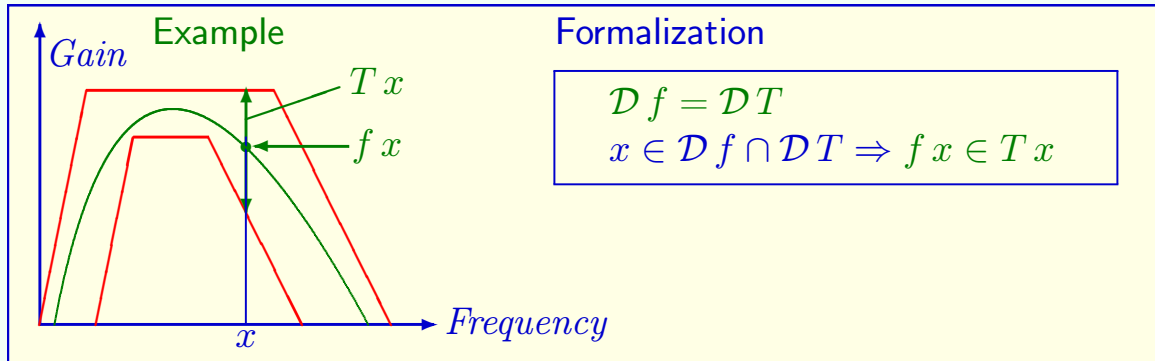 Example
Formalization
Gain
T x
f x
x
Frequency
𝒟 f = 𝒟 T
x ∈ 𝒟 f ∩ 𝒟 T ⇒ f x ∈ T x